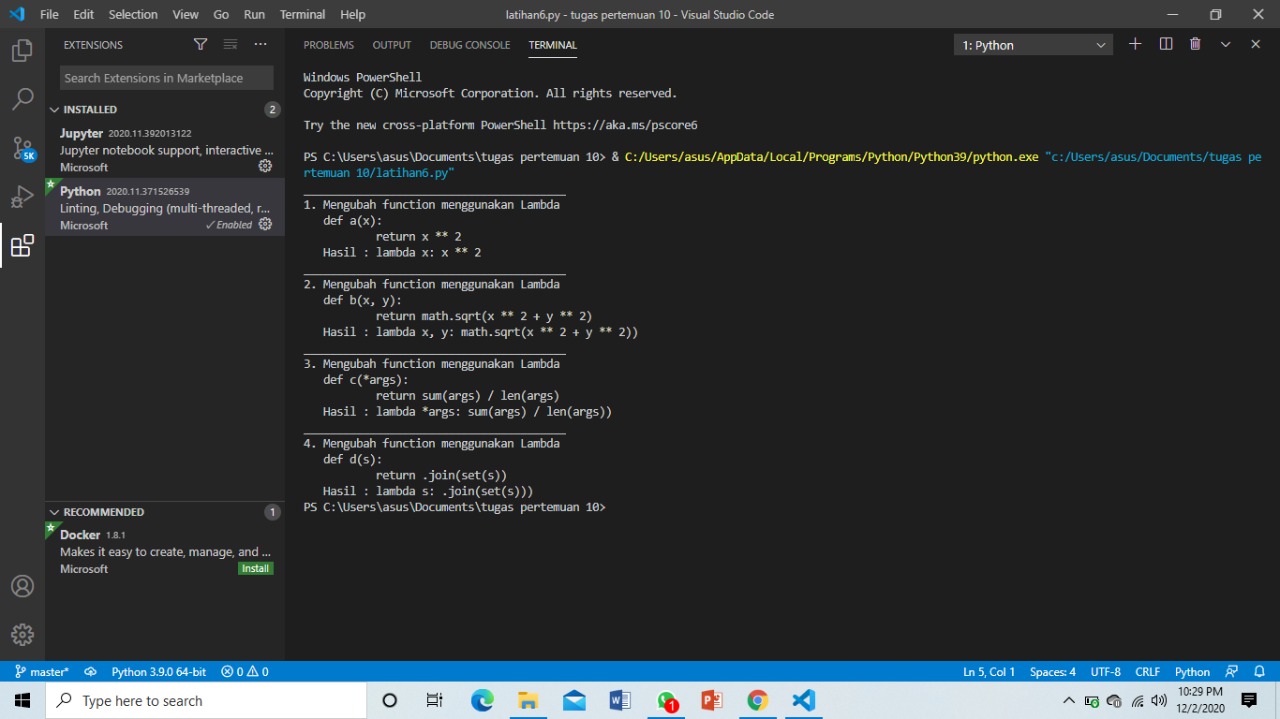 File Edit Selection View Go Run Terminal Help
latihan6.py - tugas pertemuan 10 - Visual Studio Code
EXTENSIONS
Search Extensions in Marketplace
INSTALLED 2
Jupyter 2020.11.392013122
Jupyter notebook support, interactive ...
Microsoft
Python 2020.11.371526539
Linting, Debugging (multi-threaded, r...
Microsoft ✓Enabled
RECOMMENDED 1
Docker 1.8.1
Makes it easy to create, manage, and ...
Microsoft Install
5K
PROBLEMS OUTPUT DEBUG CONSOLE TERMINAL
1: Python
Windows PowerShell
Copyright (C) Microsoft Corporation. All rights reserved.
Try the new cross-platform PowerShell https://aka.ms/pscore6
PS C:\Users\asus\Documents\tugas pertemuan 10> & C:/Users/asus/AppData/Local/Programs/Python/Python39/python.exe "c:/Users/asus/Documents/tugas pe
rtemuan 10/latihan6.py"
________________________________________
1. Mengubah function menggunakan Lambda
def a(x):
return x ** 2
Hasil : lambda x: x ** 2
________________________________________
2. Mengubah function menggunakan Lambda
def b(x, y):
return math.sqrt(x ** 2 + y ** 2)
Hasil : lambda x, y: math.sqrt(x ** 2 + y ** 2))
________________________________________
3. Mengubah function menggunakan Lambda
def c(*args):
return sum(args) / len(args)
Hasil : lambda *args: sum(args) / len(args))
________________________________________
4. Mengubah function menggunakan Lambda
def d(s):
return .join(set(s))
Hasil : lambda s: .join(set(s)))
PS C:\Users\asus\Documents\tugas pertemuan 10>
master* Python 3.9.0 64-bit 0 0
Ln 5, Col 1 Spaces: 4 UTF-8 CRLF Python
Type here to search
1
10:29 PM
12/2/2020